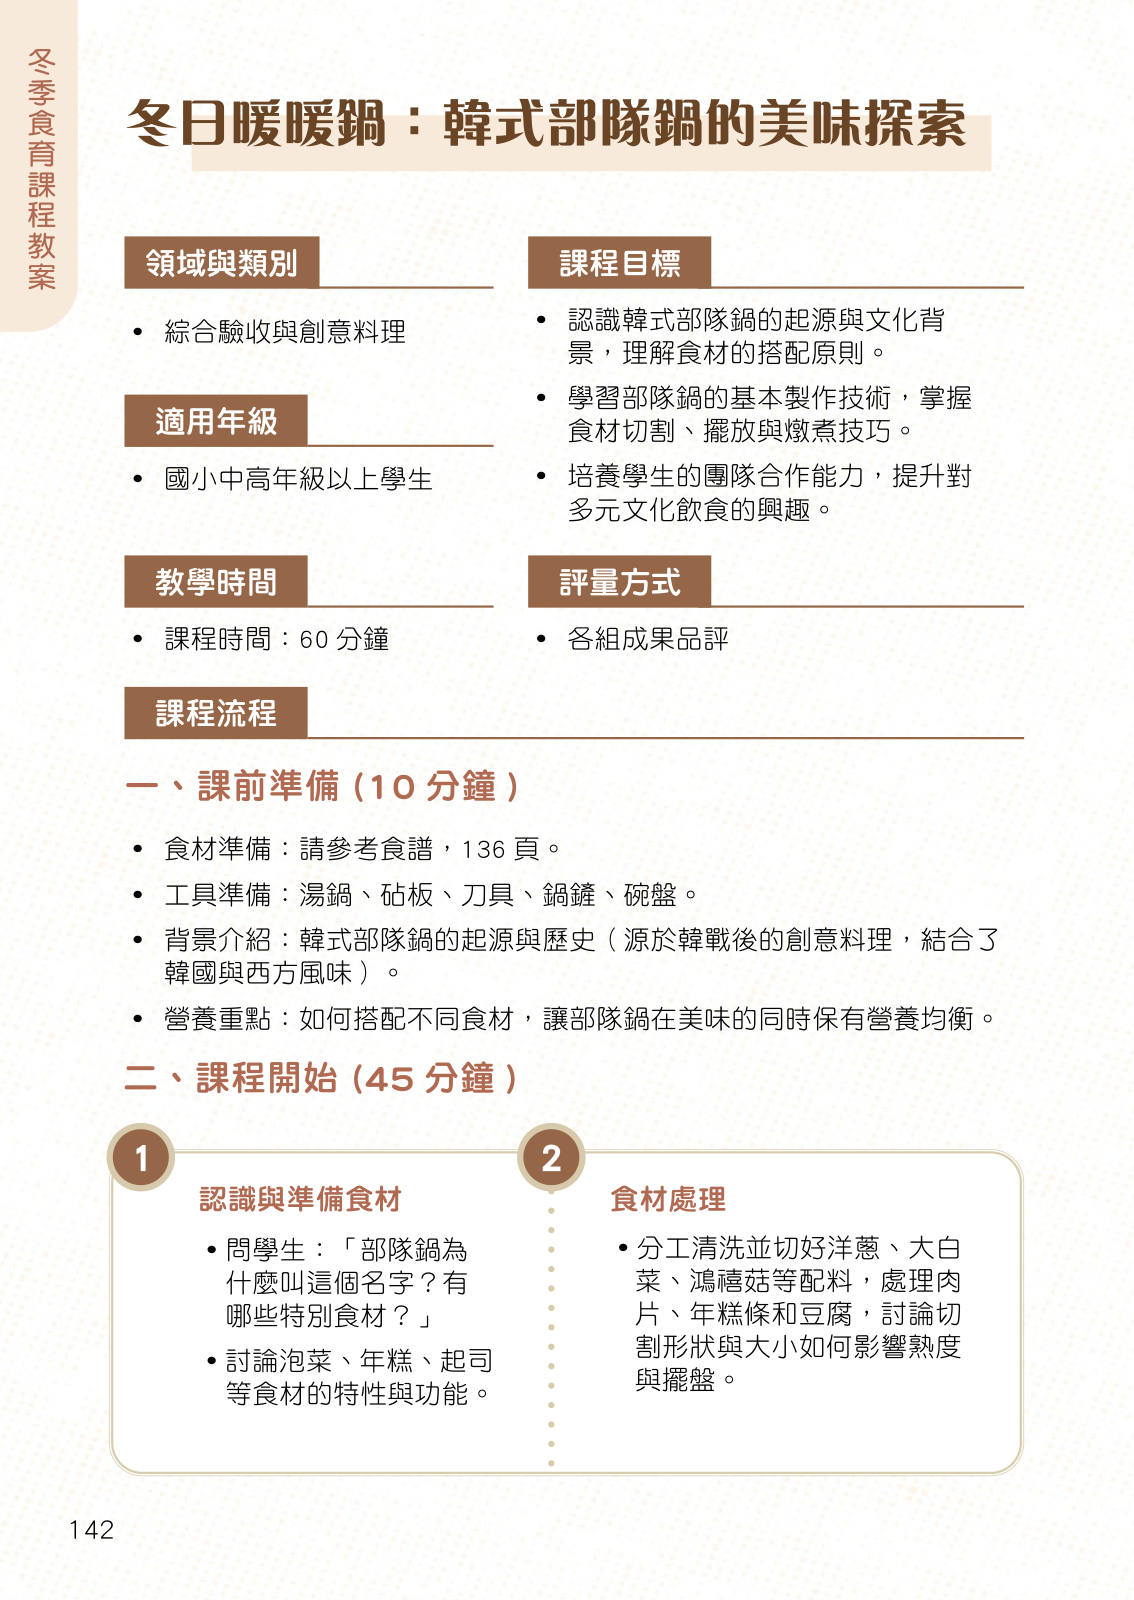 冬季食育課程教案
冬日暖暖鍋：韓式部隊鍋的美味探索
領域與類別
• 綜合驗收與創意料理
適用年級
• 國小中高年級以上學生
教學時間
• 課程時間：60 分鐘
課程目標
• 認識韓式部隊鍋的起源與文化背
景，理解食材的搭配原則。
• 學習部隊鍋的基本製作技術，掌握
食材切割、擺放與燉煮技巧。
• 培養學生的團隊合作能力，提升對
多元文化飲食的興趣。
評量方式
• 各組成果品評
課程流程
一、課前準備 (10 分鐘 )
• 食材準備：請參考食譜，136 頁。
• 工具準備：湯鍋、砧板、刀具、鍋鏟、碗盤。
• 背景介紹：韓式部隊鍋的起源與歷史（源於韓戰後的創意料理，結合了
韓國與西方風味）。
• 營養重點：如何搭配不同食材，讓部隊鍋在美味的同時保有營養均衡。
二、課程開始 (45 分鐘 )
1
認識與準備食材
• 問學生：「部隊鍋為
什麼叫這個名字？有
哪些特別食材？」
• 討論泡菜、年糕、起司
等食材的特性與功能。
2
食材處理
• 分工清洗並切好洋蔥、大白
菜、鴻禧菇等配料，處理肉
片、年糕條和豆腐，討論切
割形狀與大小如何影響熟度
與擺盤。
142